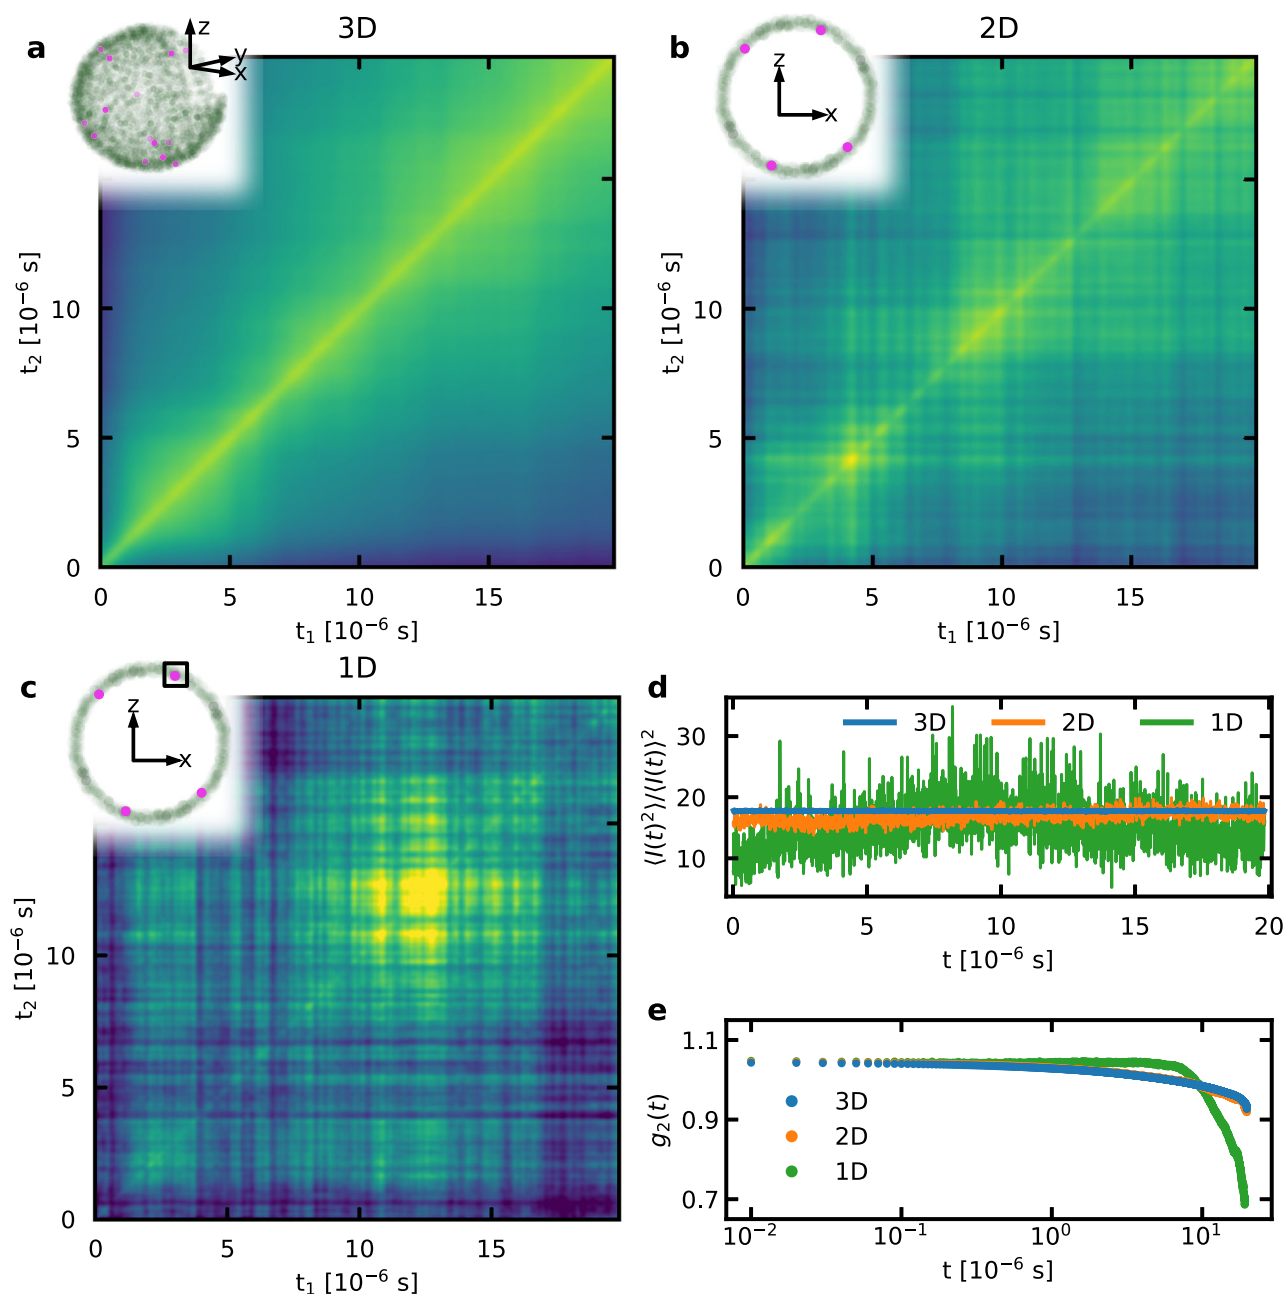 a
3D
z
y
x
t₂ [10⁻⁶ s]
10
5
0
0 5 10 15
t₁ [10⁻⁶ s]
b
2D
z
x
t₂ [10⁻⁶ s]
10
5
0
0 5 10 15
t₁ [10⁻⁶ s]
c
1D
z
x
t₂ [10⁻⁶ s]
10
5
0
0 5 10 15
t₁ [10⁻⁶ s]
d
3D 2D 1D
⟨I(t)²⟩/⟨I(t)⟩²
30
20
10
0 5 10 15 20
t [10⁻⁶ s]
e
g₂(t)
1.1
0.9
0.7
3D
2D
1D
10⁻² 10⁻¹ 10⁰ 10¹
t [10⁻⁶ s]